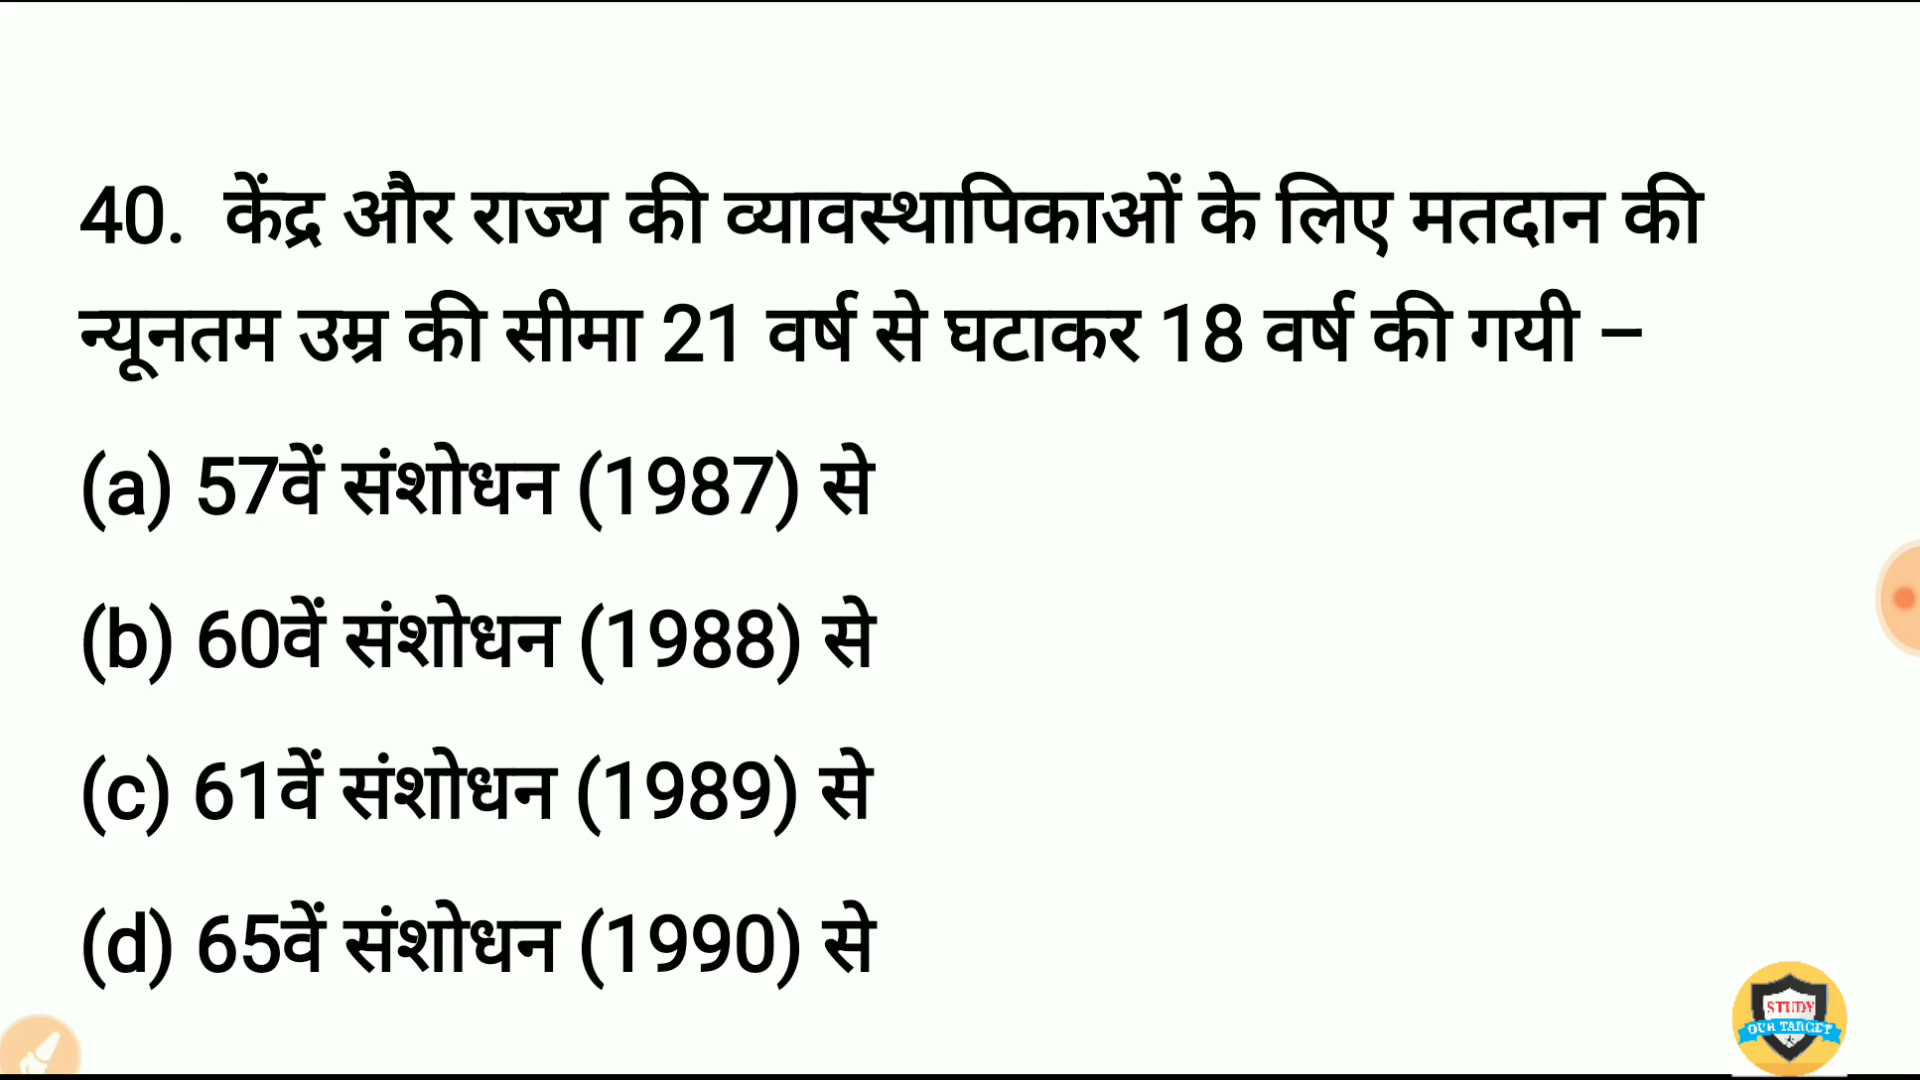 40. केंद्र और राज्य की व्यावस्थापिकाओं के लिए मतदान की
न्यूनतम उम्र की सीमा 21 वर्ष से घटाकर 18 वर्ष की गयी –
(a) 57वें संशोधन (1987) से
(b) 60वें संशोधन (1988) से
(c) 61वें संशोधन (1989) से
(d) 65वें संशोधन (1990) से
STUDY
OUR TARGET